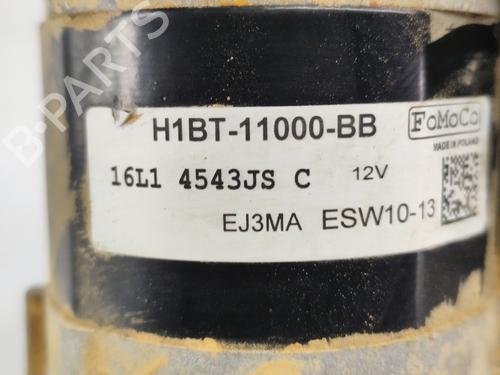 H1BT-11000-BB
FoMoCo
MADE IN POLAND
16L1 4543JS C 12V
EJ3MA ESW10-13
B-PARTS